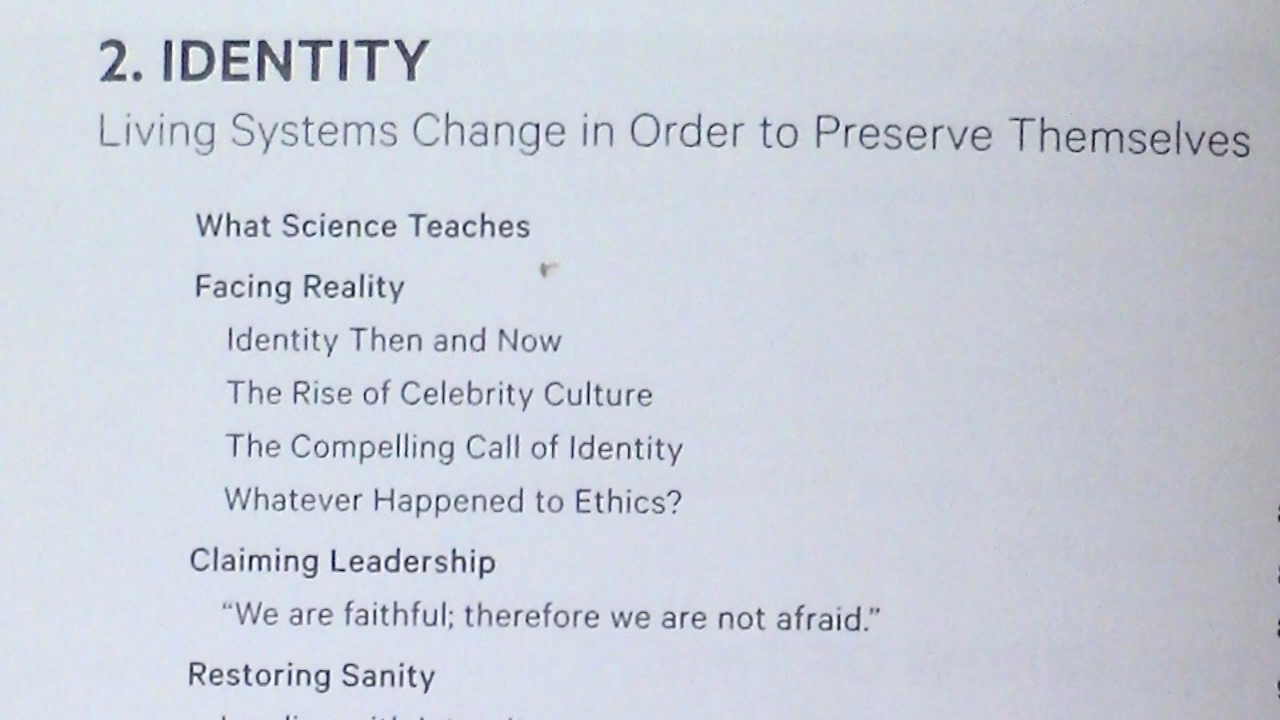 2. IDENTITY
Living Systems Change in Order to Preserve Themselves
What Science Teaches
Facing Reality
Identity Then and Now
The Rise of Celebrity Culture
The Compelling Call of Identity
Whatever Happened to Ethics?
Claiming Leadership
“We are faithful; therefore we are not afraid.”
Restoring Sanity